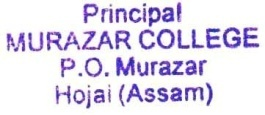 Principal
MURAZAR COLLEGE
P.O. Murazar
Hojai (Assam)